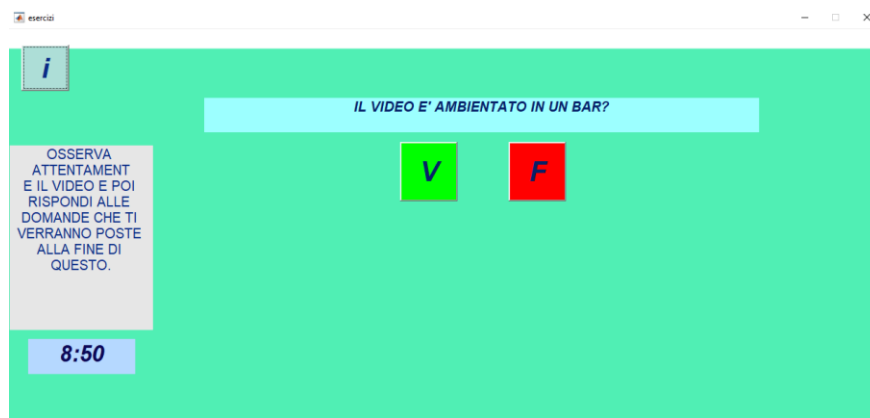 esercizi
i
IL VIDEO E' AMBIENTATO IN UN BAR?
V F
OSSERVA
ATTENTAMENT
E IL VIDEO E POI
RISPONDI ALLE
DOMANDE CHE TI
VERRANNO POSTE
ALLA FINE DI
QUESTO.
8:50